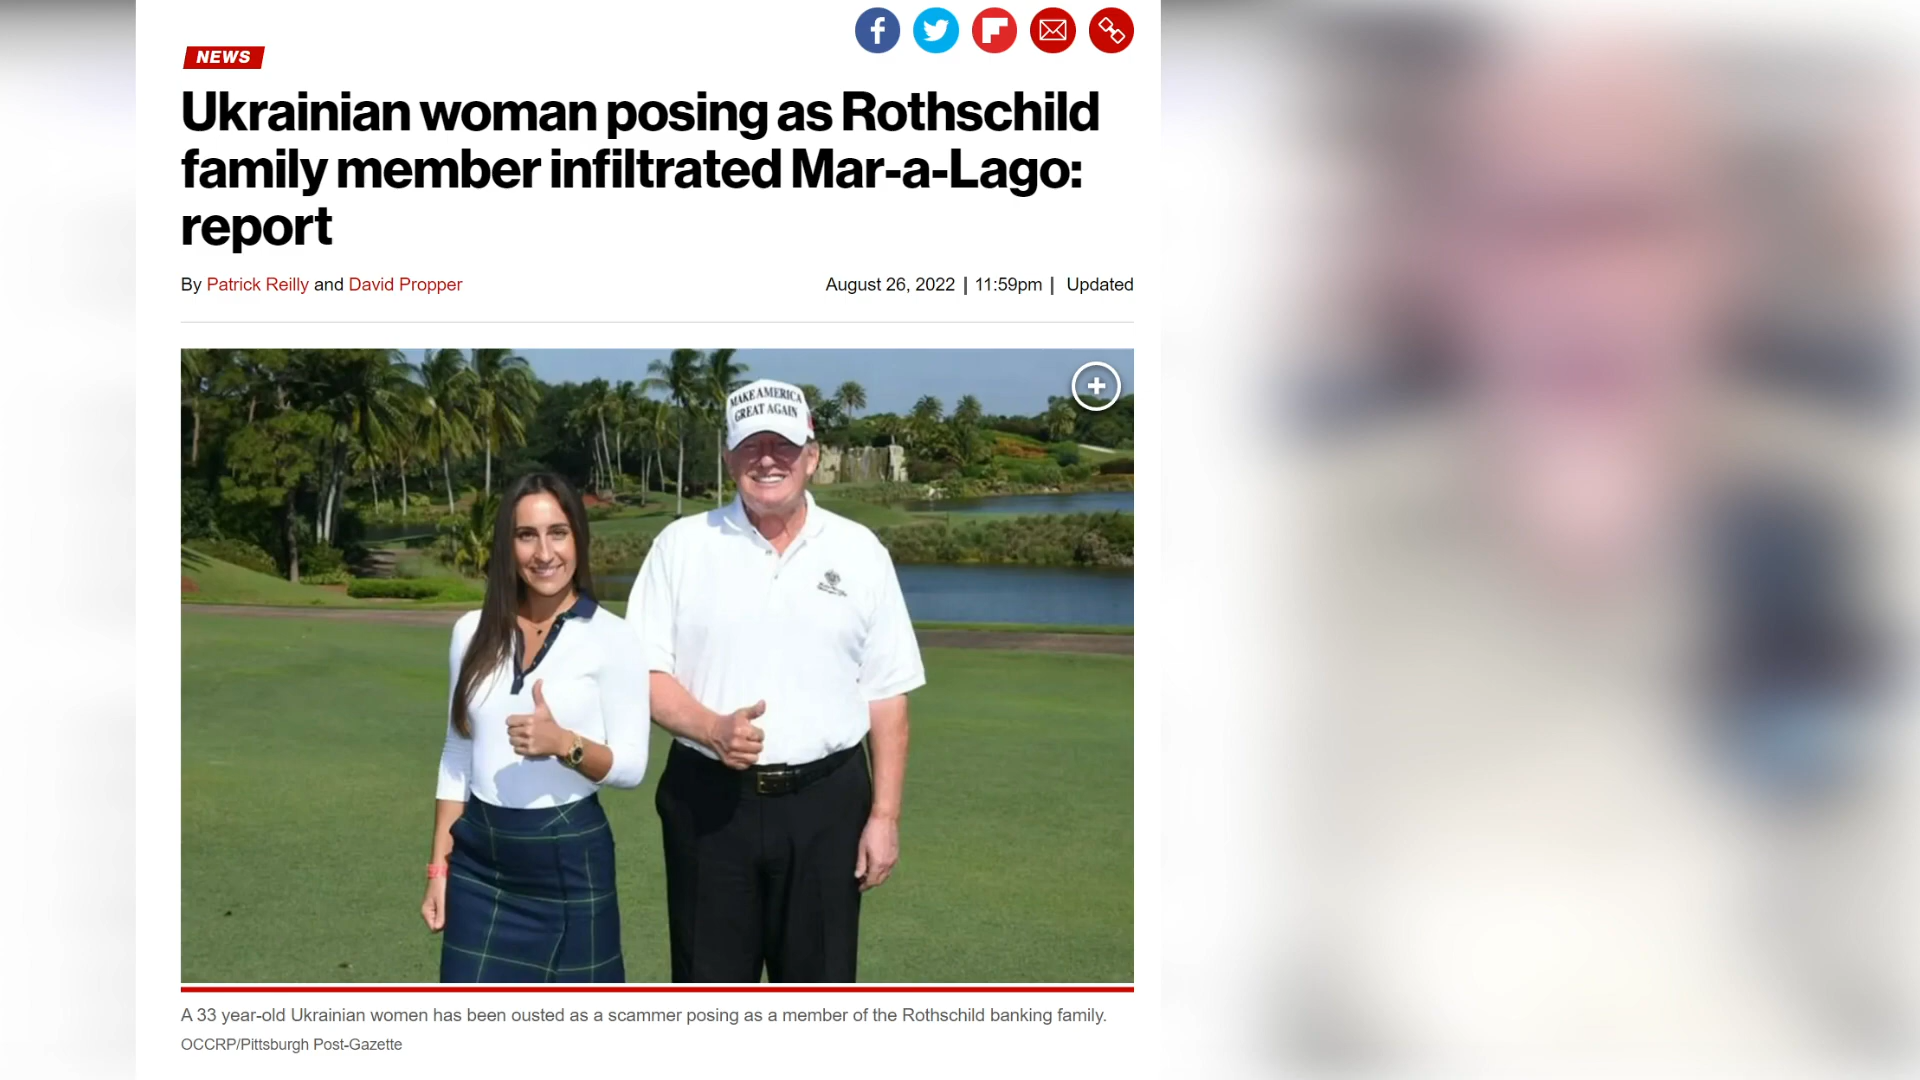 NEWS
Ukrainian woman posing as Rothschild
family member infiltrated Mar-a-Lago:
report
By Patrick Reilly and David Propper
August 26, 2022 | 11:59pm | Updated
MAKE AMERICA
GREAT AGAIN
A 33 year-old Ukrainian women has been ousted as a scammer posing as a member of the Rothschild banking family.
OCCRP/Pittsburgh Post-Gazette